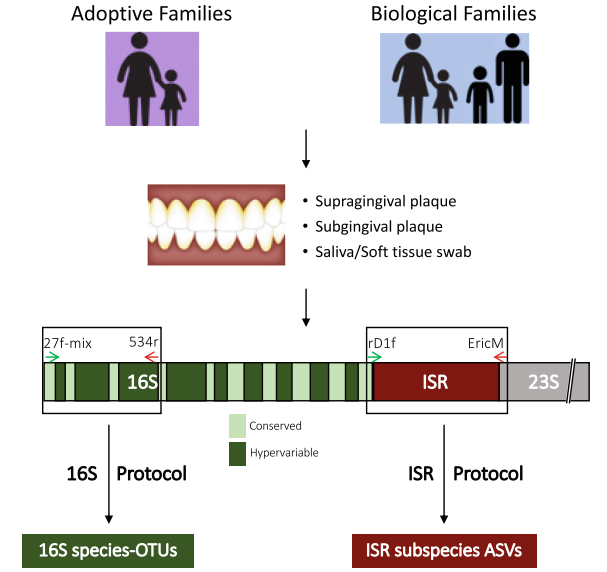 Adoptive Families
Biological Families
• Supragingival plaque
• Subgingival plaque
• Saliva/Soft tissue swab
27f-mix
534r
rD1f
EricM
16S
ISR
23S
Conserved
Hypervariable
16S Protocol
ISR Protocol
16S species-OTUs
ISR subspecies ASVs